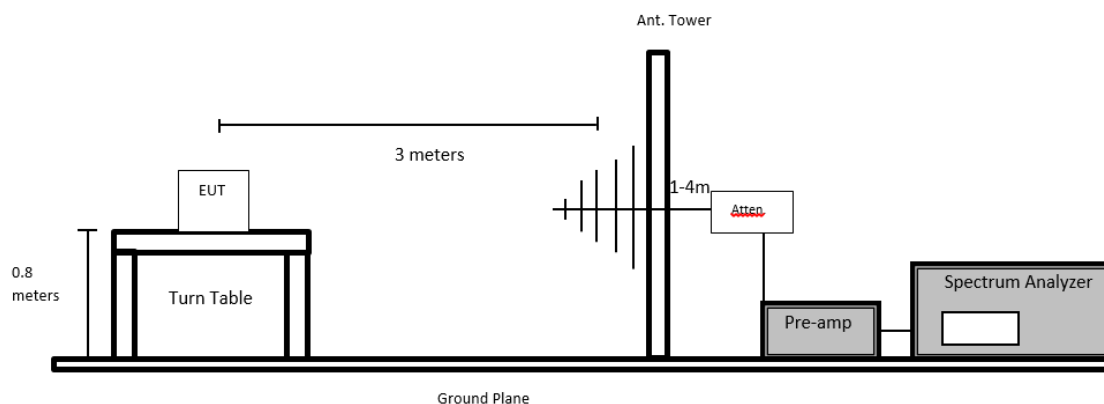 Ant. Tower
3 meters
EUT
1-4m
Atten
0.8
meters
Turn Table
Spectrum Analyzer
Pre-amp
Ground Plane